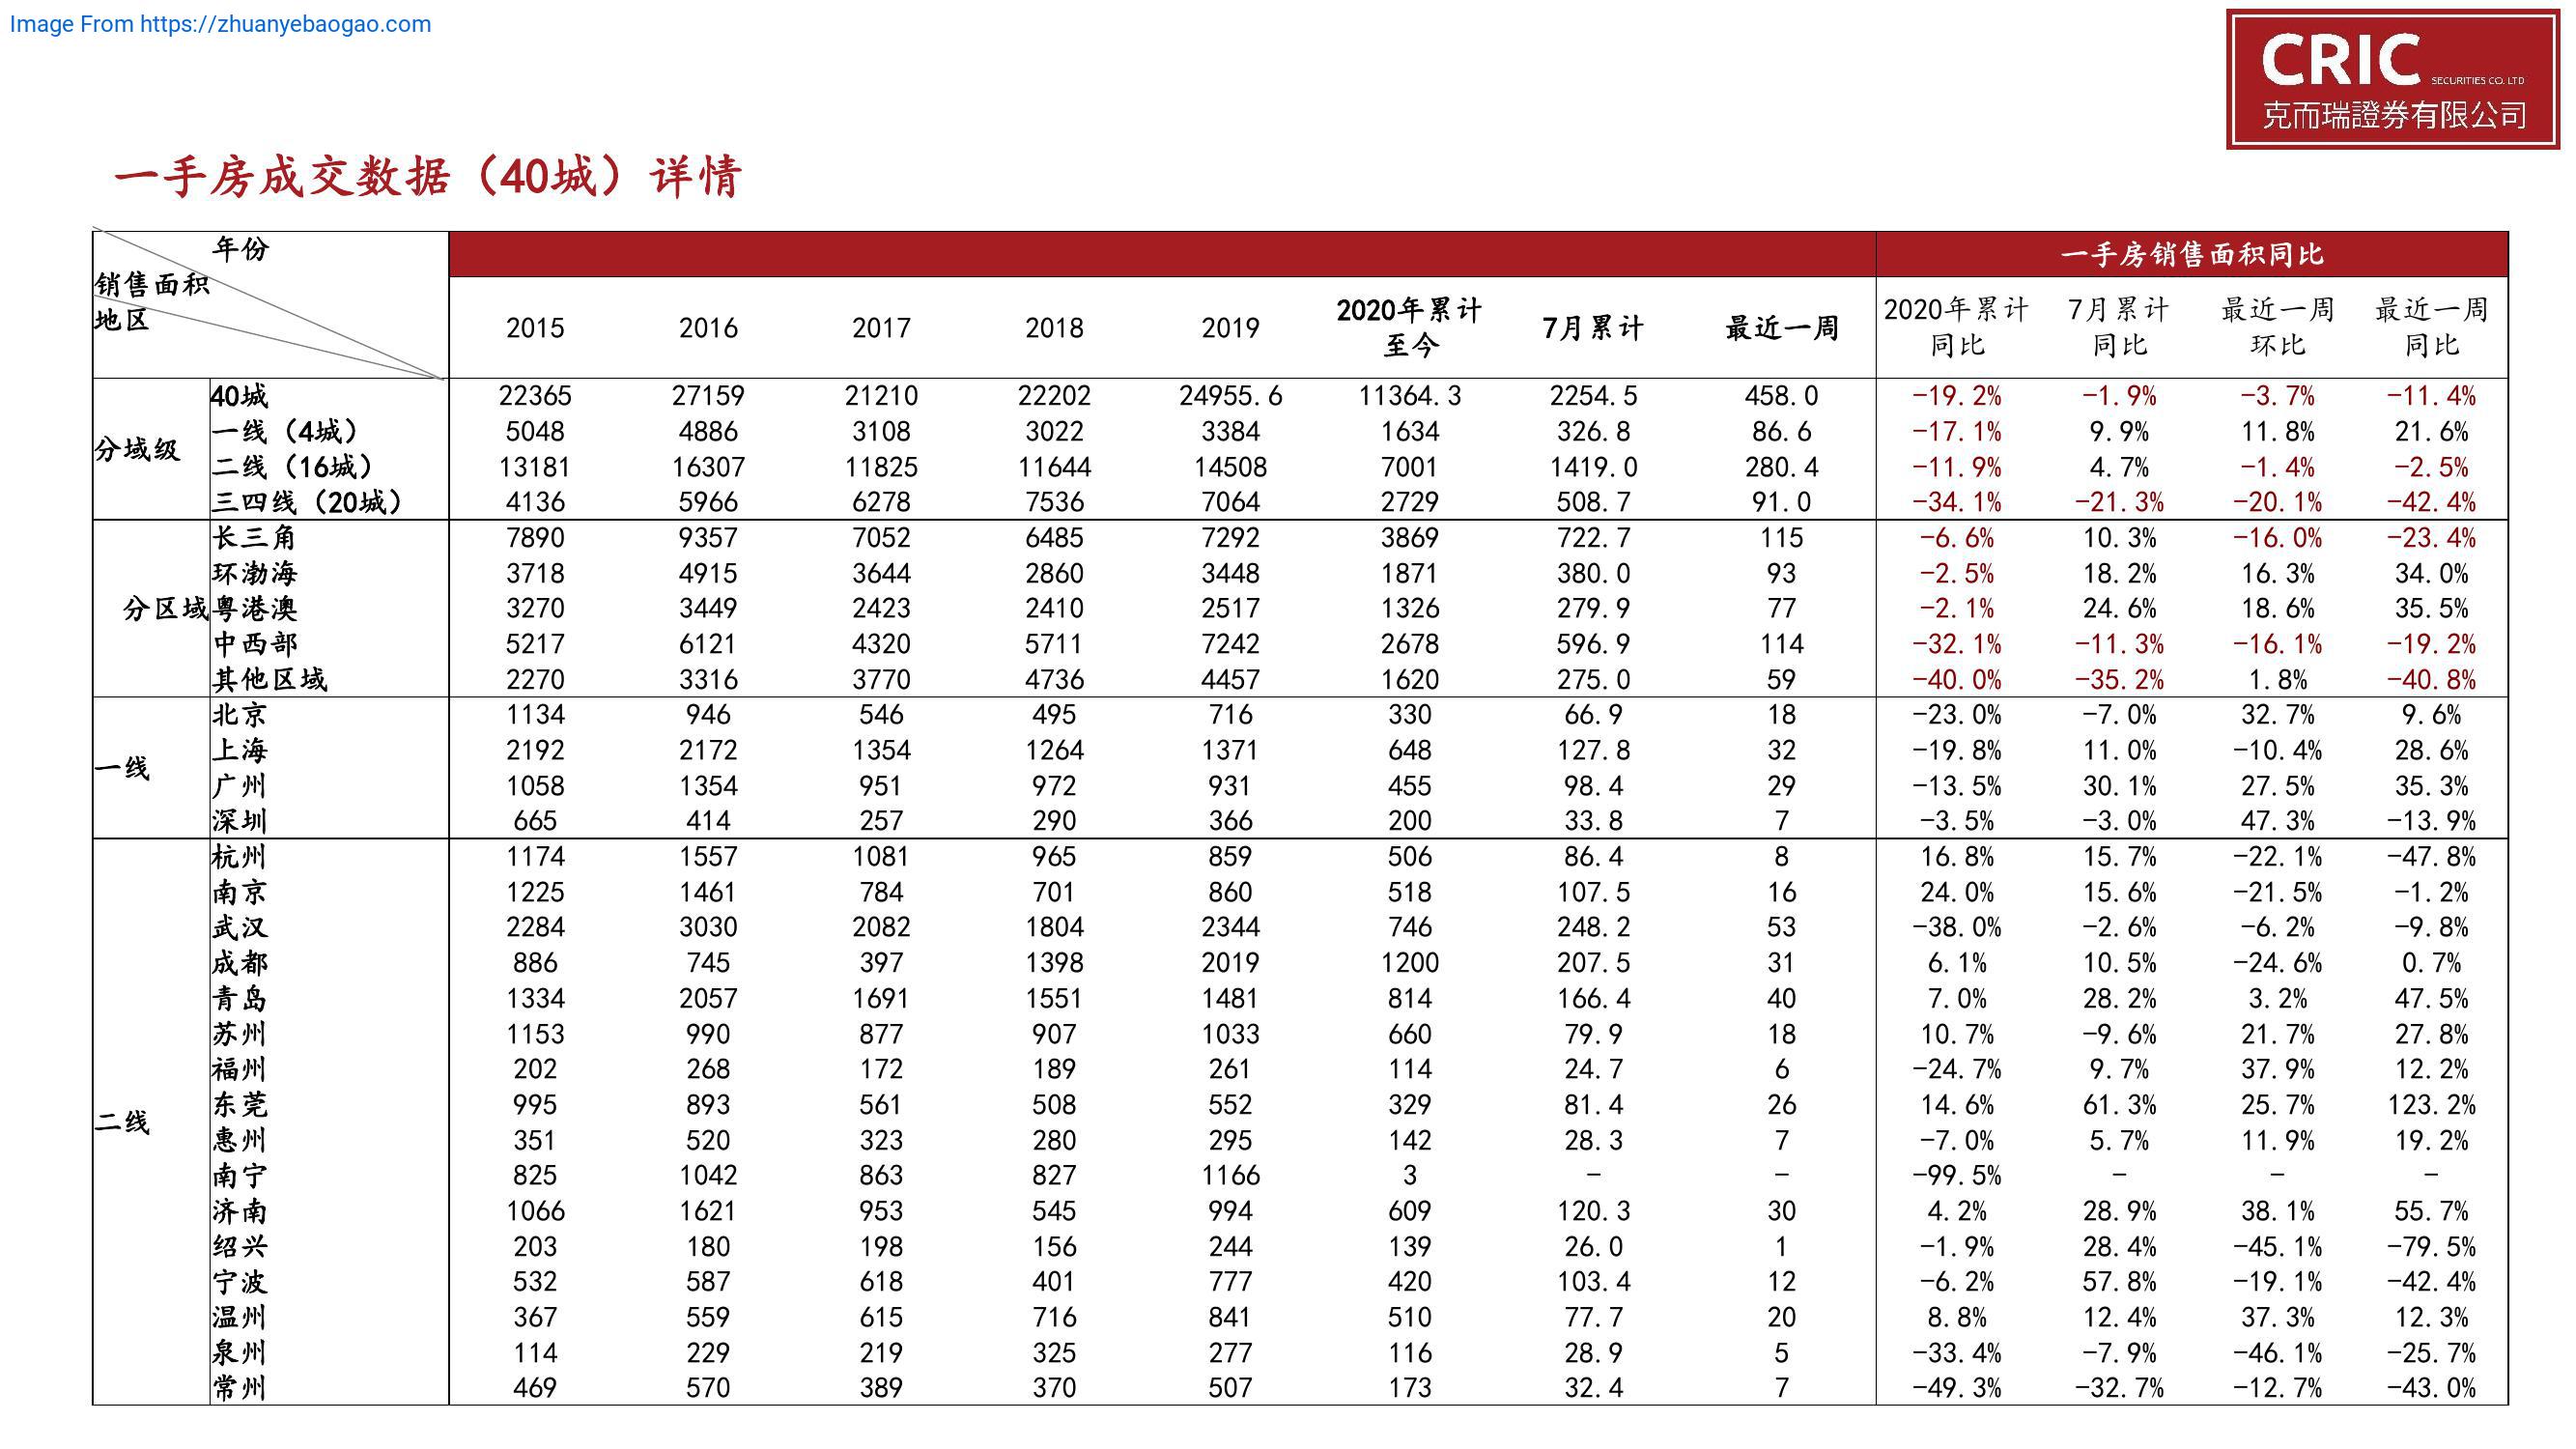 Image From https://zhuanyebaogao.com
CRIC SECURITIES CO. LTD
克而瑞證券有限公司
一手房成交数据（40城）详情
年份
销售面积
地区
一手房销售面积同比
2015 2016 2017 2018 2019 2020年累计至今 7月累计 最近一周 2020年累计同比 7月累计同比 最近一周环比 最近一周同比
分域级
40城 22365 27159 21210 22202 24955.6 11364.3 2254.5 458.0 -19.2% -1.9% -3.7% -11.4%
一线（4城） 5048 4886 3108 3022 3384 1634 326.8 86.6 -17.1% 9.9% 11.8% 21.6%
二线（16城） 13181 16307 11825 11644 14508 7001 1419.0 280.4 -11.9% 4.7% -1.4% -2.5%
三四线（20城） 4136 5966 6278 7536 7064 2729 508.7 91.0 -34.1% -21.3% -20.1% -42.4%
分区域
长三角 7890 9357 7052 6485 7292 3869 722.7 115 -6.6% 10.3% -16.0% -23.4%
环渤海 3718 4915 3644 2860 3448 1871 380.0 93 -2.5% 18.2% 16.3% 34.0%
粤港澳 3270 3449 2423 2410 2517 1326 279.9 77 -2.1% 24.6% 18.6% 35.5%
中西部 5217 6121 4320 5711 7242 2678 596.9 114 -32.1% -11.3% -16.1% -19.2%
其他区域 2270 3316 3770 4736 4457 1620 275.0 59 -40.0% -35.2% 1.8% -40.8%
一线
北京 1134 946 546 495 716 330 66.9 18 -23.0% -7.0% 32.7% 9.6%
上海 2192 2172 1354 1264 1371 648 127.8 32 -19.8% 11.0% -10.4% 28.6%
广州 1058 1354 951 972 931 455 98.4 29 -13.5% 30.1% 27.5% 35.3%
深圳 665 414 257 290 366 200 33.8 7 -3.5% -3.0% 47.3% -13.9%
二线
杭州 1174 1557 1081 965 859 506 86.4 8 16.8% 15.7% -22.1% -47.8%
南京 1225 1461 784 701 860 518 107.5 16 24.0% 15.6% -21.5% -1.2%
武汉 2284 3030 2082 1804 2344 746 248.2 53 -38.0% -2.6% -6.2% -9.8%
成都 886 745 397 1398 2019 1200 207.5 31 6.1% 10.5% -24.6% 0.7%
青岛 1334 2057 1691 1551 1481 814 166.4 40 7.0% 28.2% 3.2% 47.5%
苏州 1153 990 877 907 1033 660 79.9 18 10.7% -9.6% 21.7% 27.8%
福州 202 268 172 189 261 114 24.7 6 -24.7% 9.7% 37.9% 12.2%
东莞 995 893 561 508 552 329 81.4 26 14.6% 61.3% 25.7% 123.2%
惠州 351 520 323 280 295 142 28.3 7 -7.0% 5.7% 11.9% 19.2%
南宁 825 1042 863 827 1166 3 - - -99.5% - - -
济南 1066 1621 953 545 994 609 120.3 30 4.2% 28.9% 38.1% 55.7%
绍兴 203 180 198 156 244 139 26.0 1 -1.9% 28.4% -45.1% -79.5%
宁波 532 587 618 401 777 420 103.4 12 -6.2% 57.8% -19.1% -42.4%
温州 367 559 615 716 841 510 77.7 20 8.8% 12.4% 37.3% 12.3%
泉州 114 229 219 325 277 116 28.9 5 -33.4% -7.9% -46.1% -25.7%
常州 469 570 389 370 507 173 32.4 7 -49.3% -32.7% -12.7% -43.0%